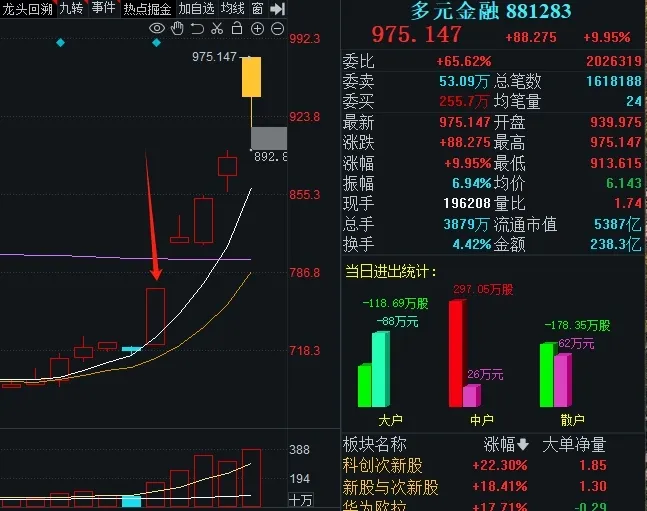 龙头回溯 九转 事件 热点掘金 加自选 均线 窗
992.3
975.147
923.8
892.8
855.3
786.8
718.3
388
194
十万
多元金融 881283
975.147 +88.275 +9.95%
委比 +65.62% 2026319
委卖 53.09万 总笔数 1618188
委买 255.7万 均笔量 24
最新 975.147 开盘 939.975
涨跌 +88.275 最高 975.147
涨幅 +9.95% 最低 913.615
振幅 6.94% 均价 6.143
现手 196208 量比 1.74
总手 3879万 流通市值 5387亿
换手 4.42% 金额 238.3亿
当日进出统计:
-118.69万股 297.05万股 -178.35万股
-88万元 26万元 62万元
大户 中户 散户
板块名称 涨幅 大单净量
科创次新股 +22.30% 1.85
新股与次新股 +18.41% 1.30
华为欧拉 +17.71% -0.29